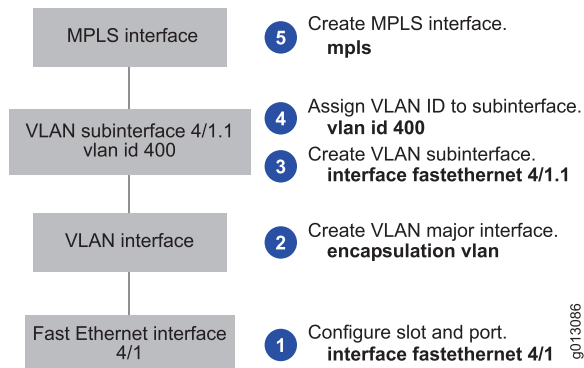 MPLS interface
5
Create MPLS interface.
mpls
VLAN subinterface 4/1.1
vlan id 400
4
Assign VLAN ID to subinterface.
vlan id 400
3
Create VLAN subinterface.
interface fastethernet 4/1.1
VLAN interface
2
Create VLAN major interface.
encapsulation vlan
Fast Ethernet interface
4/1
1
Configure slot and port.
interface fastethernet 4/1
g013086